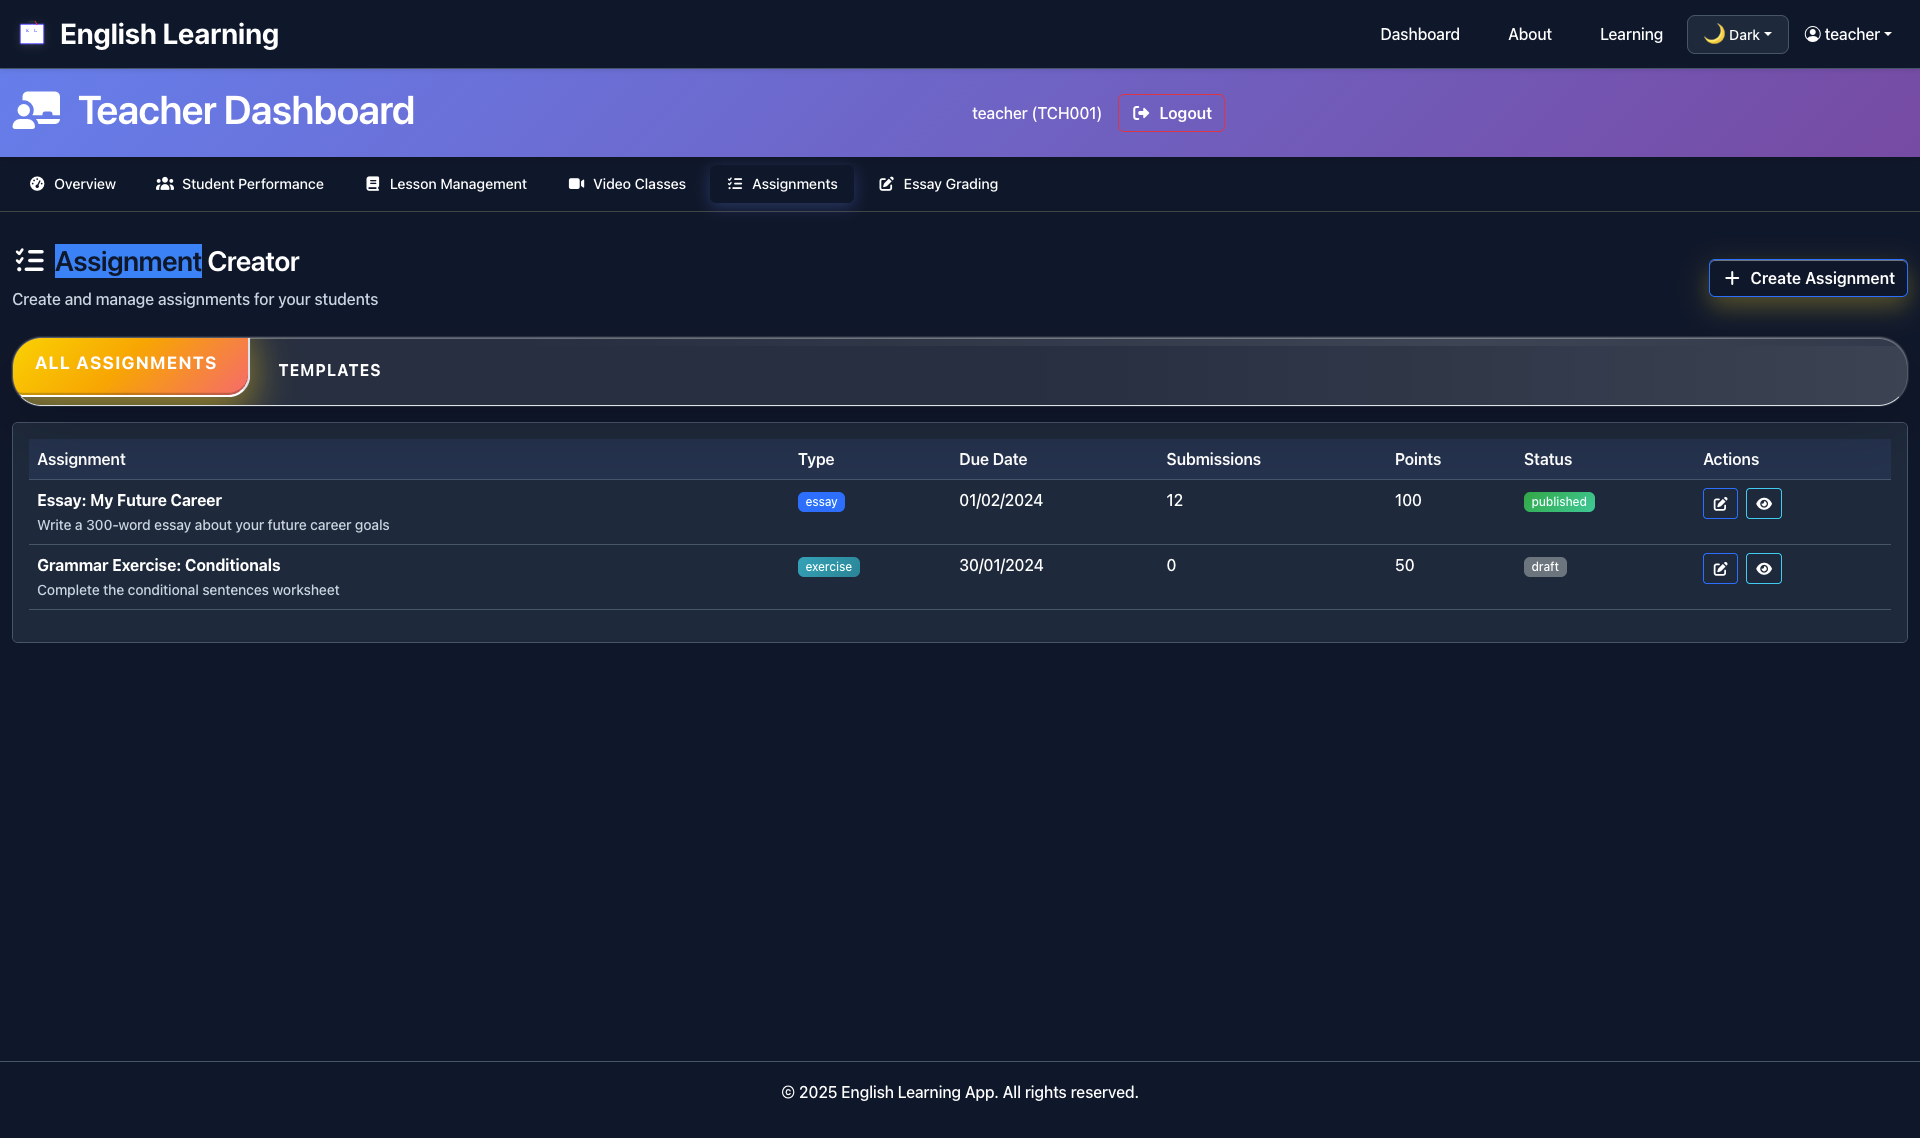 English Learning
Dashboard About Learning Dark teacher
Teacher Dashboard
teacher (TCH001) Logout
Overview Student Performance Lesson Management Video Classes Assignments Essay Grading
Assignment Creator
Create and manage assignments for your students
Create Assignment
ALL ASSIGNMENTS TEMPLATES
Assignment Type Due Date Submissions Points Status Actions
Essay: My Future Career essay 01/02/2024 12 100 published
Write a 300-word essay about your future career goals
Grammar Exercise: Conditionals exercise 30/01/2024 0 50 draft
Complete the conditional sentences worksheet
© 2025 English Learning App. All rights reserved.